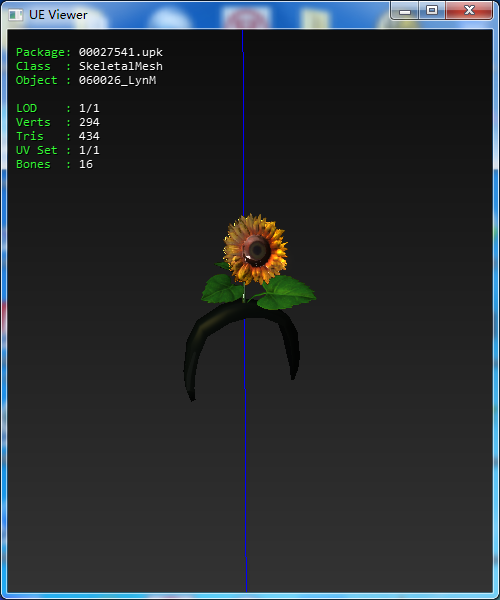 UE Viewer
Package: 00027541.upk
Class : SkeletalMesh
Object : 060026_LynM
LOD : 1/1
Verts : 294
Tris : 434
UV Set : 1/1
Bones : 16